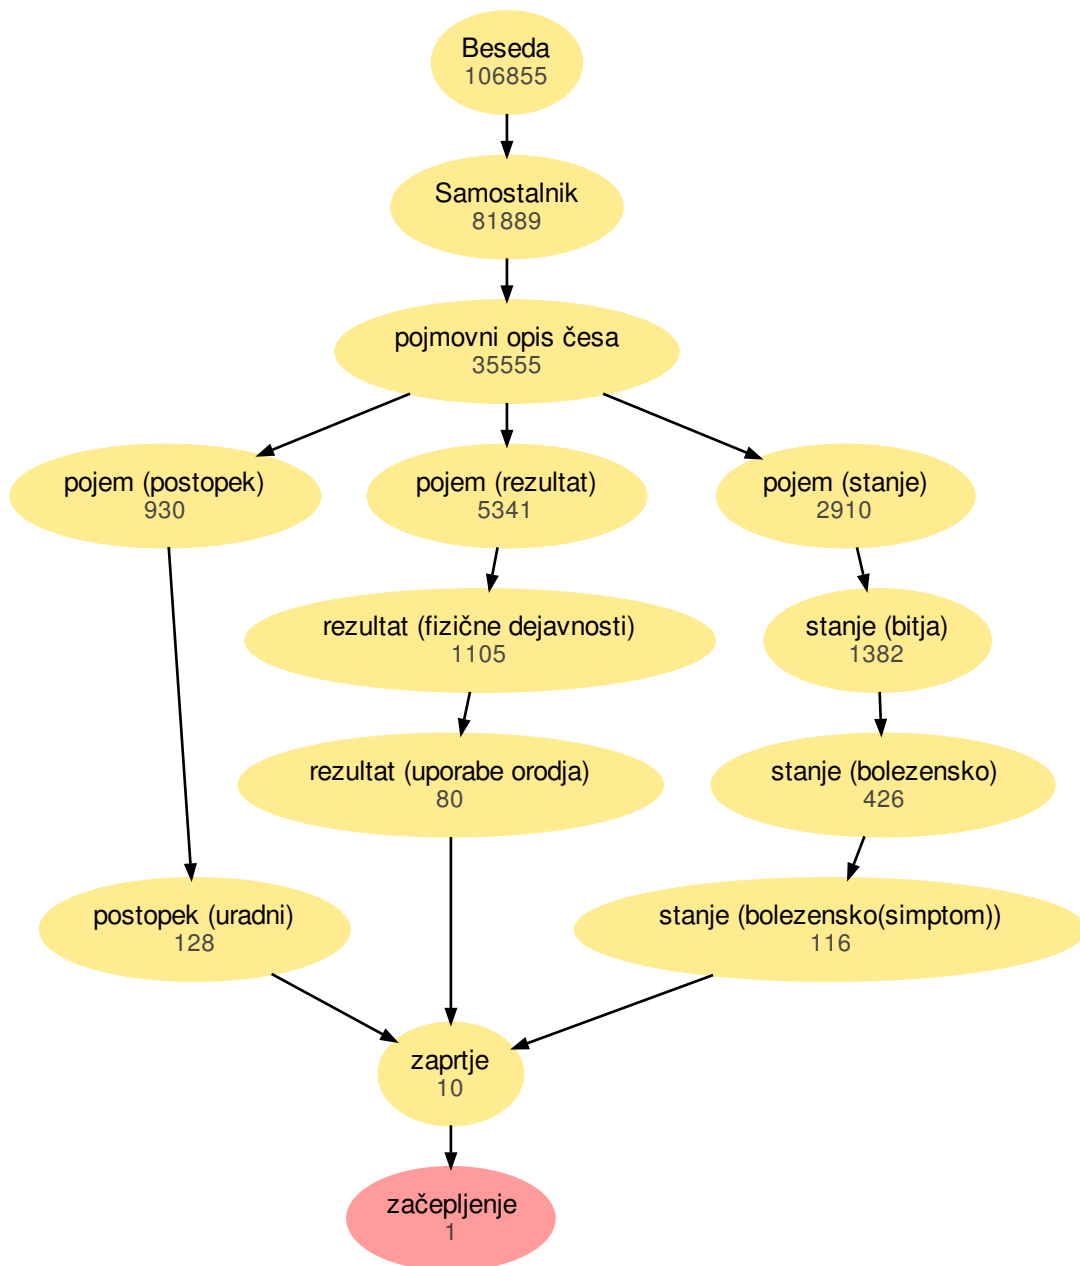 Beseda
106855
Samostalnik
81889
pojmovni opis česa
35555
pojem (postopek)
930
pojem (rezultat)
5341
pojem (stanje)
2910
rezultat (fizične dejavnosti)
1105
stanje (bitja)
1382
rezultat (uporabe orodja)
80
stanje (bolezensko)
426
postopek (uradni)
128
stanje (bolezensko(simptom))
116
zaprtje
10
začepljenje
1